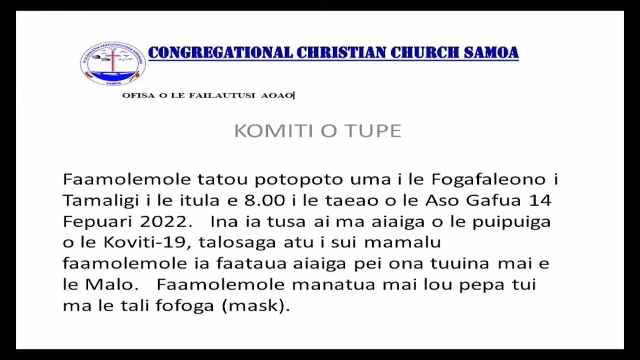 CONGREGATIONAL CHRISTIAN CHURCH SAMOA
OFISA O LE FAILAUTUSI AOAO
KOMITI O TUPE
Faamolemole tatou potopoto uma i le Fogafaleono i
Tamaligi i le itula e 8.00 i le taeao o le Aso Gafua 14
Fepuari 2022. Ina ia tusa ai ma aiaiga o le puipuiga
o le Koviti-19, talosaga atu i sui mamalu
faamolemole ia faataua aiaiga pei ona tuuina mai e
le Malo. Faamolemole manatua mai lou pepa tui
ma le tali fofoga (mask).